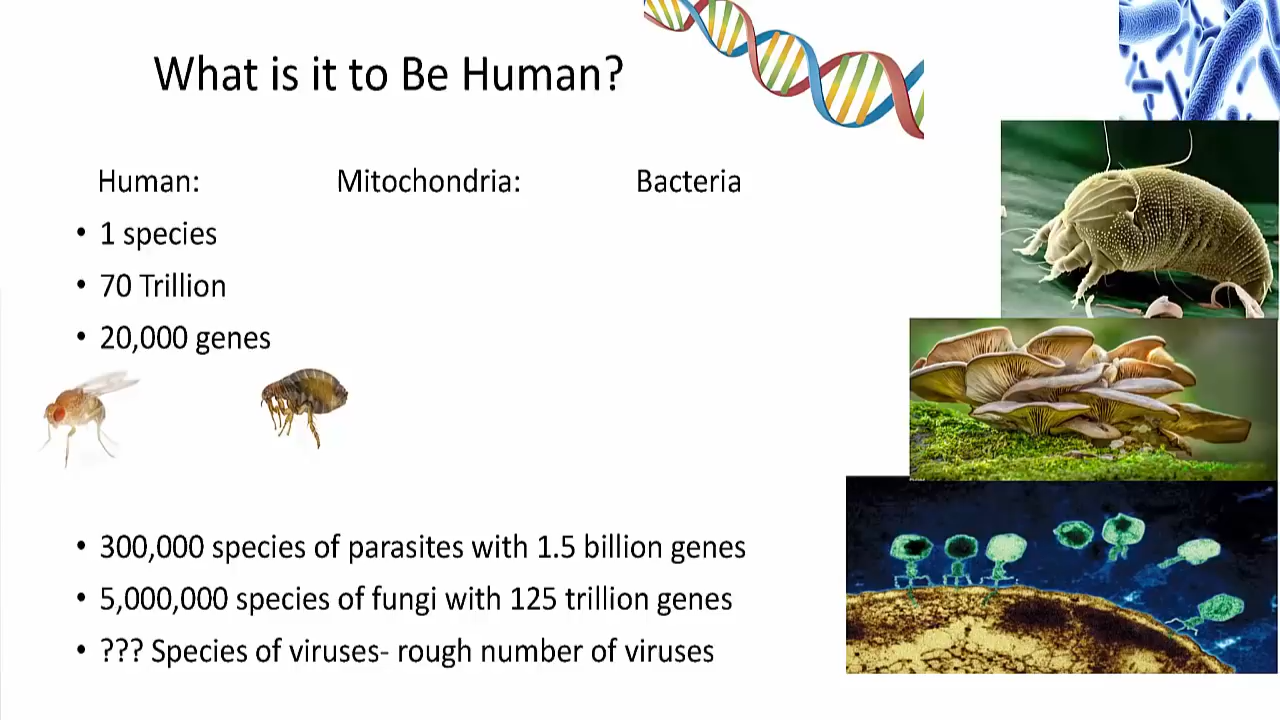 What is it to Be Human?
Human: Mitochondria: Bacteria
• 1 species
• 70 Trillion
• 20,000 genes
• 300,000 species of parasites with 1.5 billion genes
• 5,000,000 species of fungi with 125 trillion genes
• ??? Species of viruses- rough number of viruses